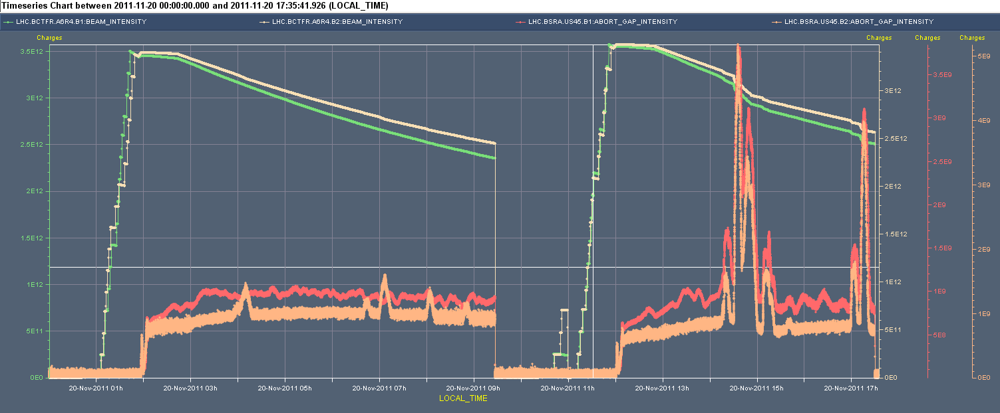 Timeseries Chart between 2011-11-20 00:00:00.000 and 2011-11-20 17:35:41.926 (LOCAL_TIME)
LHC.BCTFR.A6R4.B1:BEAM_INTENSITY LHC.BCTFR.A6R4.B2:BEAM_INTENSITY LHC.BSRA.US45.B1:ABORT_GAP_INTENSITY LHC.BSRA.US45.B2:ABORT_GAP_INTENSITY
Charges Charges Charges Charges
3.5E12
3E12
2.5E12
2E12
1.5E12
1E12
5E11
0E0
3E12
2.5E12
2E12
1.5E12
1E12
5E11
0E0
3.5E9
3E9
2.5E9
2E9
1.5E9
1E9
5E8
5E9
4E9
3E9
2E9
1E9
0E0
20-Nov-2011 01h 20-Nov-2011 03h 20-Nov-2011 05h 20-Nov-2011 07h 20-Nov-2011 09h 20-Nov-2011 11h 20-Nov-2011 13h 20-Nov-2011 15h 20-Nov-2011 17h
LOCAL_TIME